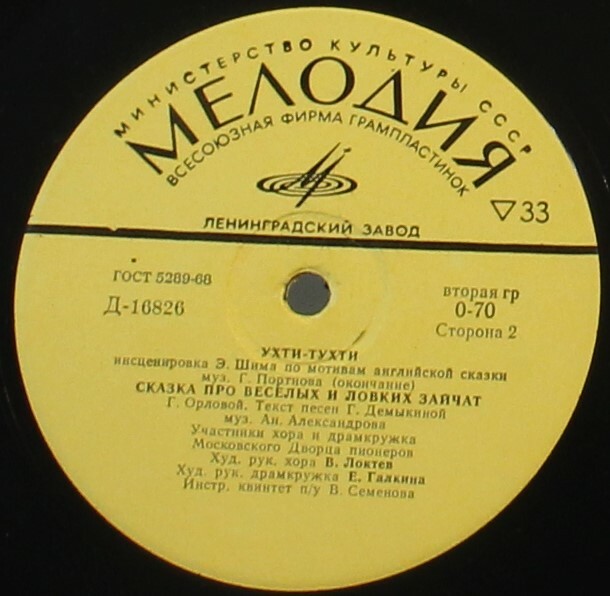 МИНИСТЕРСТВО КУЛЬТУРЫ СССР
МЕЛОДИЯ
ВСЕСОЮЗНАЯ ФИРМА ГРАМПЛАСТИНОК
▽33
ЛЕНИНГРАДСКИЙ ЗАВОД
ГОСТ 5289-68
вторая гр
Д-16826
0-70
Сторона 2
УХТИ-ТУХТИ
инсценировка Э. Шима по мотивам английской сказки
муз. Г. Портнова (окончание)
СКАЗКА ПРО ВЕСЁЛЫХ И ЛОВКИХ ЗАЙЧАТ
Г. Орловой. Текст песен Г. Демыкиной
муз. Ан. Александрова
Участники хора и драмкружка
Московского Дворца пионеров
Худ. рук. хора В. Локтев
Худ. рук. драмкружка Е. Галкина
Инстр. квинтет п/у В. Семенова